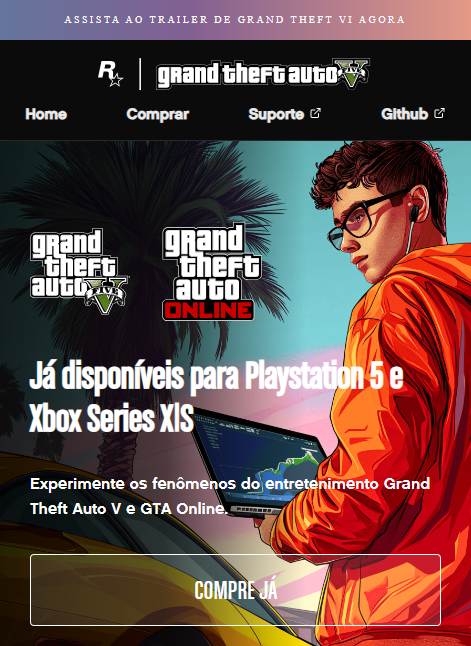 ASSISTA AO TRAILER DE GRAND THEFT VI AGORA
R
grand theft auto V FIVE
Home Comprar Suporte Github
grand theft auto V FIVE
grand theft auto ONLINE
Já disponíveis para Playstation 5 e
Xbox Series X|S
Experimente os fenômenos do entretenimento Grand
Theft Auto V e GTA Online.
COMPRE JÁ